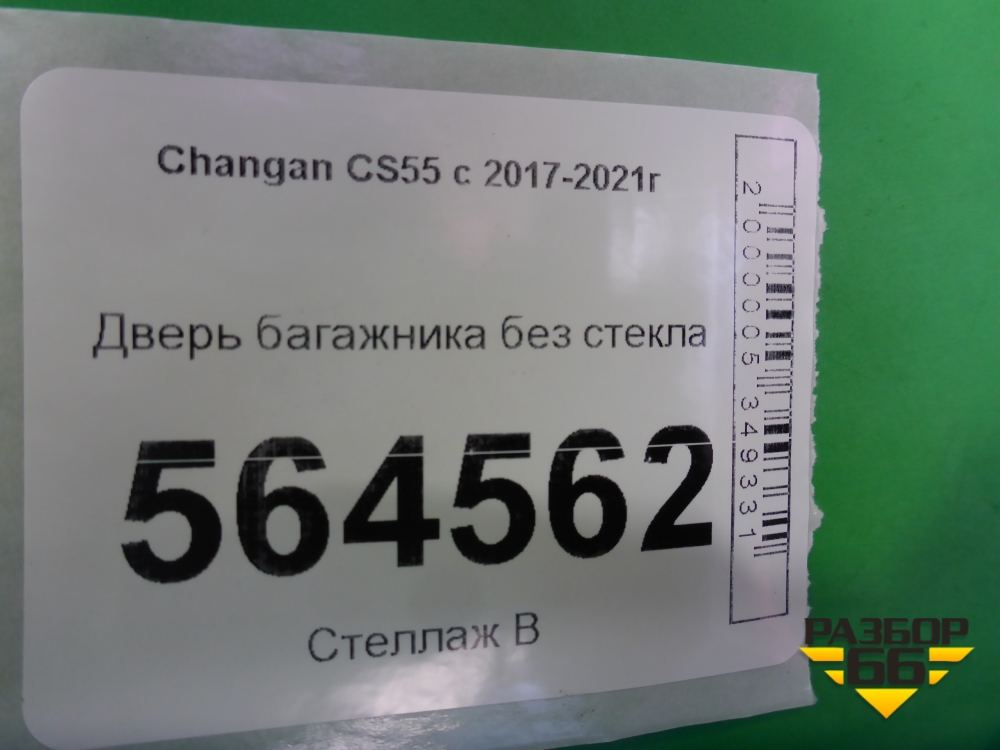 Changan CS55 с 2017-2021г
Дверь багажника без стекла
564562
Стеллаж В
2000005349331
РАЗБОР
66